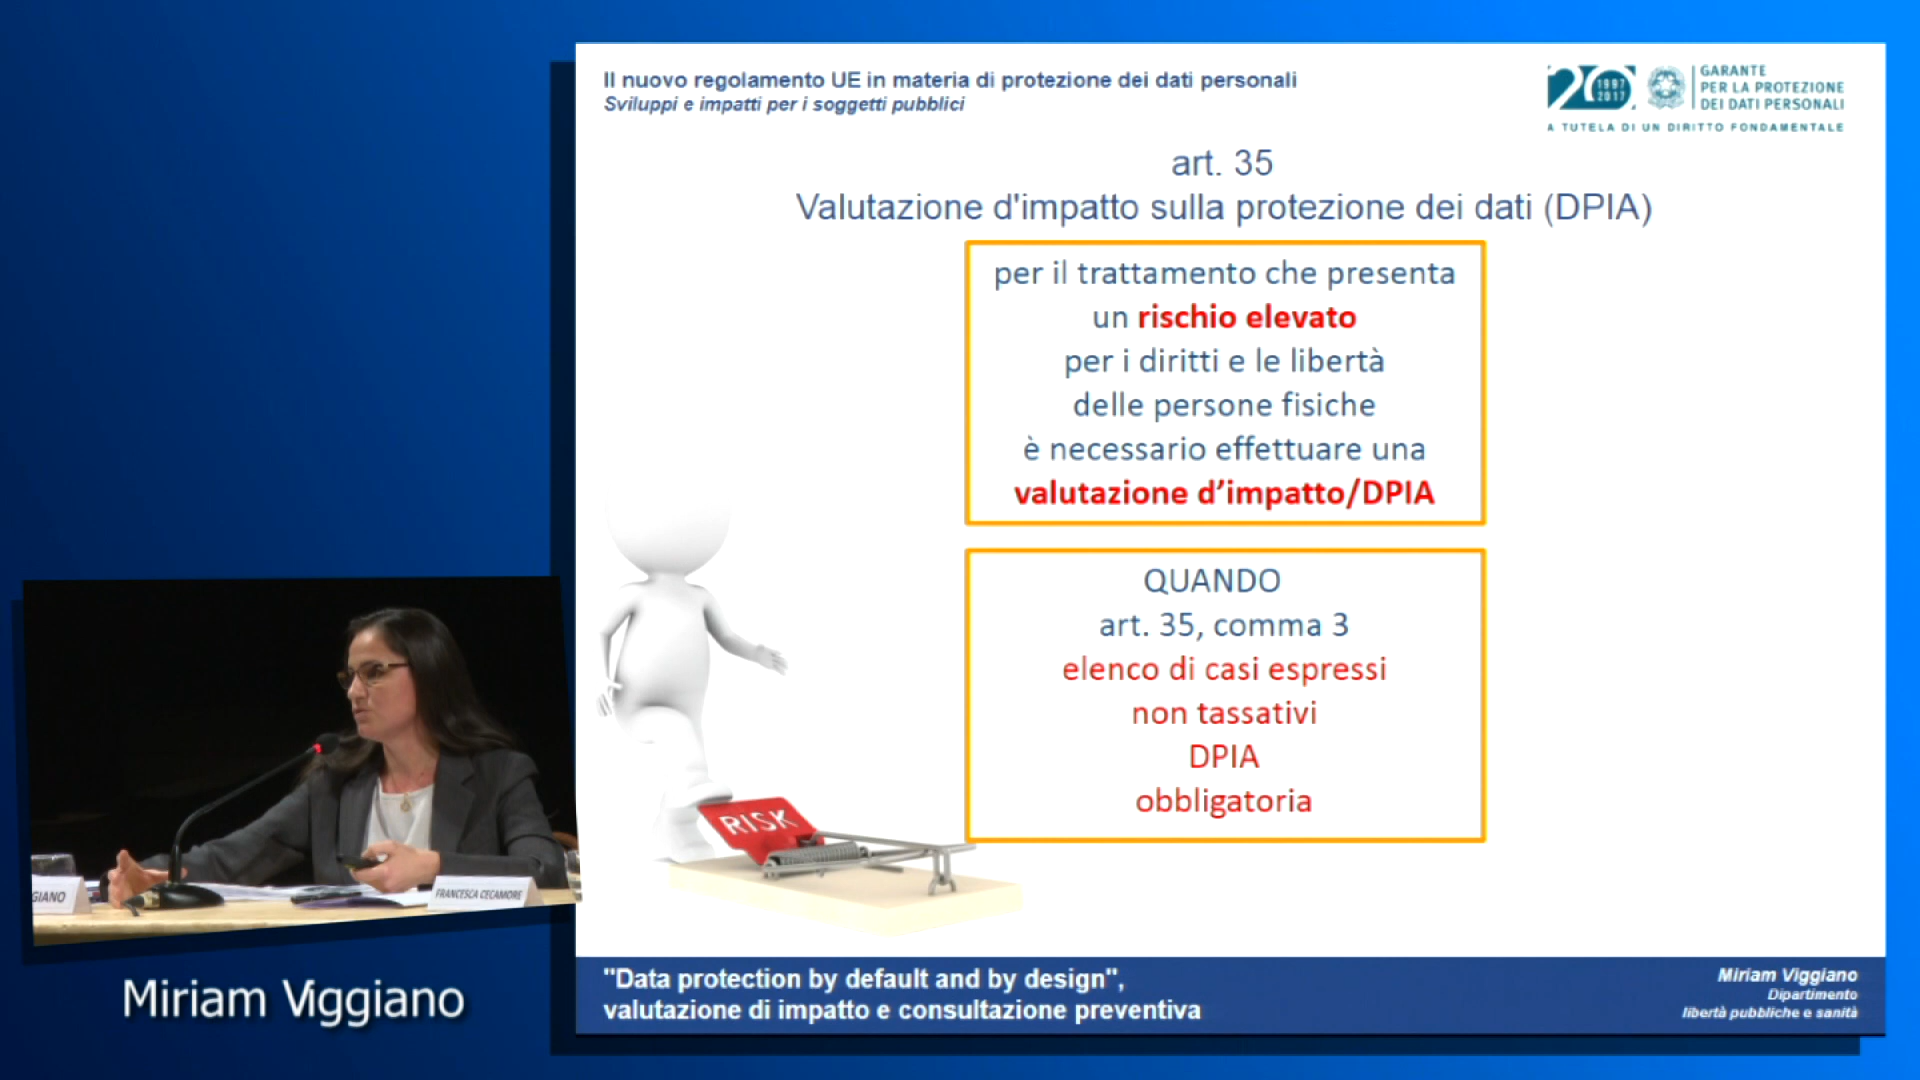 Il nuovo regolamento UE in materia di protezione dei dati personali
Sviluppi e impatti per i soggetti pubblici
20
1997
2017
GARANTE
PER LA PROTEZIONE
DEI DATI PERSONALI
A TUTELA DI UN DIRITTO FONDAMENTALE
art. 35
Valutazione d'impatto sulla protezione dei dati (DPIA)
per il trattamento che presenta
un rischio elevato
per i diritti e le libertà
delle persone fisiche
è necessario effettuare una
valutazione d’impatto/DPIA
QUANDO
art. 35, comma 3
elenco di casi espressi
non tassativi
DPIA
obbligatoria
RISK
GIANO
FRANCESCA CECAMORE
Miriam Viggiano
"Data protection by default and by design",
valutazione di impatto e consultazione preventiva
Miriam Viggiano
Dipartimento
libertà pubbliche e sanità